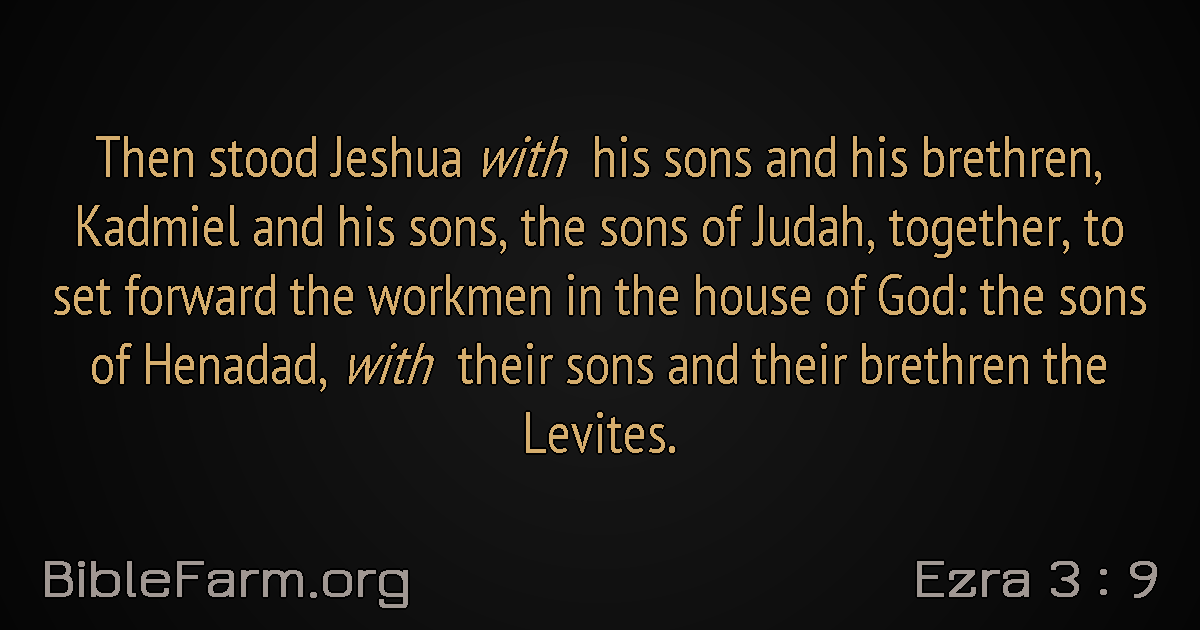 Then stood Jeshua with his sons and his brethren,
Kadmiel and his sons, the sons of Judah, together, to
set forward the workmen in the house of God: the sons
of Henadad, with their sons and their brethren the
Levites.
BibleFarm.org
Ezra 3 : 9